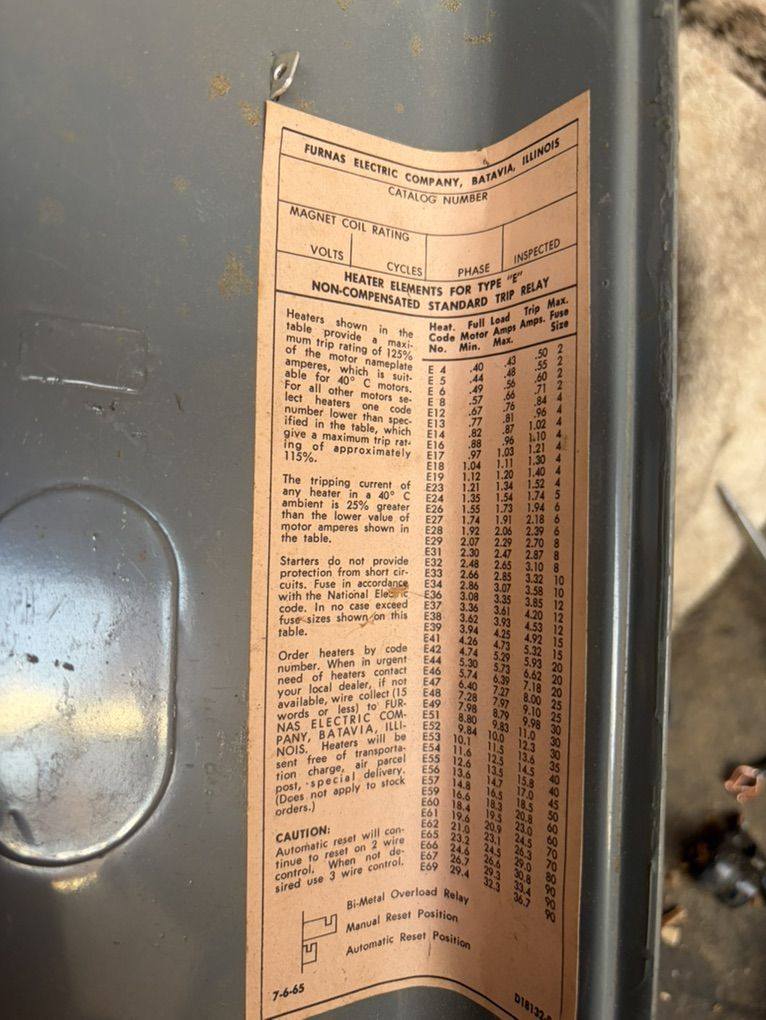 FURNAS ELECTRIC COMPANY, BATAVIA, ILLINOIS
CATALOG NUMBER
MAGNET COIL RATING
VOLTS CYCLES PHASE INSPECTED
HEATER ELEMENTS FOR TYPE "E"
NON-COMPENSATED STANDARD TRIP RELAY
Heaters shown in the
table provide a maxi-
mum trip rating of 125%
of the motor nameplate
amperes, which is suit-
able for 40° C motors.
For all other motors se-
lect heaters one code
number lower than spec-
ified in the table, which
give a maximum trip rat-
ing of approximately
115%.
The tripping current of
any heater in a 40° C
ambient is 25% greater
than the lower value of
motor amperes shown in
the table.
Starters do not provide
protection from short cir-
cuits. Fuse in accordance
with the National Electric
code. In no case exceed
fuse sizes shown on this
table.
Order heaters by code
number. When in urgent
need of heaters contact
your local dealer, if not
available, wire collect (15
words or less) to FUR-
NAS ELECTRIC COM-
PANY, BATAVIA, ILLI-
NOIS. Heaters will be
sent free of transporta-
tion charge, air parcel
post, special delivery.
(Does not apply to stock
orders.)
CAUTION:
Automatic reset will con-
tinue to reset on 2 wire
control. When not de-
sired use 3 wire control.
Heat. Full Load Trip Max.
Code Motor Amps Amps. Fuse
No. Min. Max. Size
E 4 .40 .43 .50 2
E 5 .44 .48 .55 2
E 6 .49 .56 .60 2
E 8 .57 .66 .71 2
E12 .67 .76 .84 4
E13 .77 .81 .96 4
E14 .82 .87 1.02 4
E16 .88 .96 1.10 4
E17 .97 1.03 1.21 4
E18 1.04 1.11 1.30 4
E19 1.12 1.20 1.40 4
E23 1.21 1.34 1.52 4
E24 1.35 1.54 1.74 5
E26 1.55 1.73 1.94 6
E27 1.74 1.91 2.18 6
E28 1.92 2.06 2.39 6
E29 2.07 2.29 2.70 8
E31 2.30 2.47 2.87 8
E32 2.48 2.65 3.10 8
E33 2.66 2.85 3.32 10
E34 2.86 3.07 3.58 10
E36 3.08 3.35 3.85 12
E37 3.36 3.61 4.20 12
E38 3.62 3.93 4.53 12
E39 3.94 4.25 4.92 15
E41 4.26 4.73 5.32 15
E42 4.74 5.29 5.93 20
E44 5.30 5.73 6.62 20
E46 5.74 6.39 7.18 20
E47 6.40 7.27 8.00 25
E48 7.28 7.97 9.10 25
E49 7.98 8.79 9.98 30
E51 8.80 9.83 11.0 30
E52 9.84 10.0 12.3 30
E53 10.1 11.5 13.6 35
E54 11.6 12.5 14.5 40
E55 12.6 13.5 15.8 40
E56 13.6 14.7 17.0 45
E57 14.8 16.5 18.5 50
E59 16.6 18.3 20.8 60
E60 18.4 19.5 23.0 60
E61 19.6 20.9 24.5 70
E62 21.0 23.1 26.3 70
E65 23.2 24.5 29.0 80
E66 24.6 26.6 30.8 90
E67 26.7 29.3 33.4 90
E69 29.4 32.3 36.7 90
Bi-Metal Overload Relay
Manual Reset Position
Automatic Reset Position
7-6-65
D18132